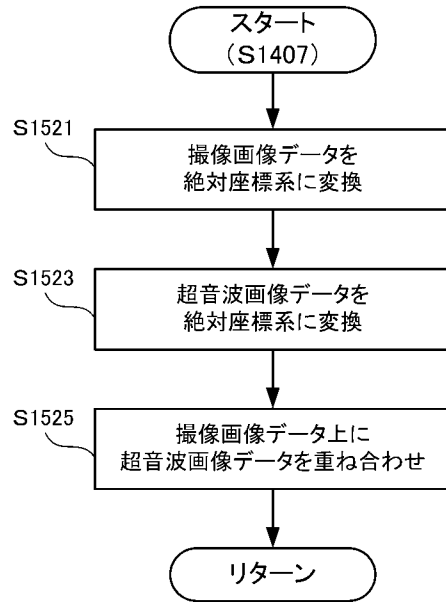 スタート
(S1407)
S1521
撮像画像データを
絶対座標系に変換
S1523
超音波画像データを
絶対座標系に変換
S1525
撮像画像データ上に
超音波画像データを重ね合わせ
リターン